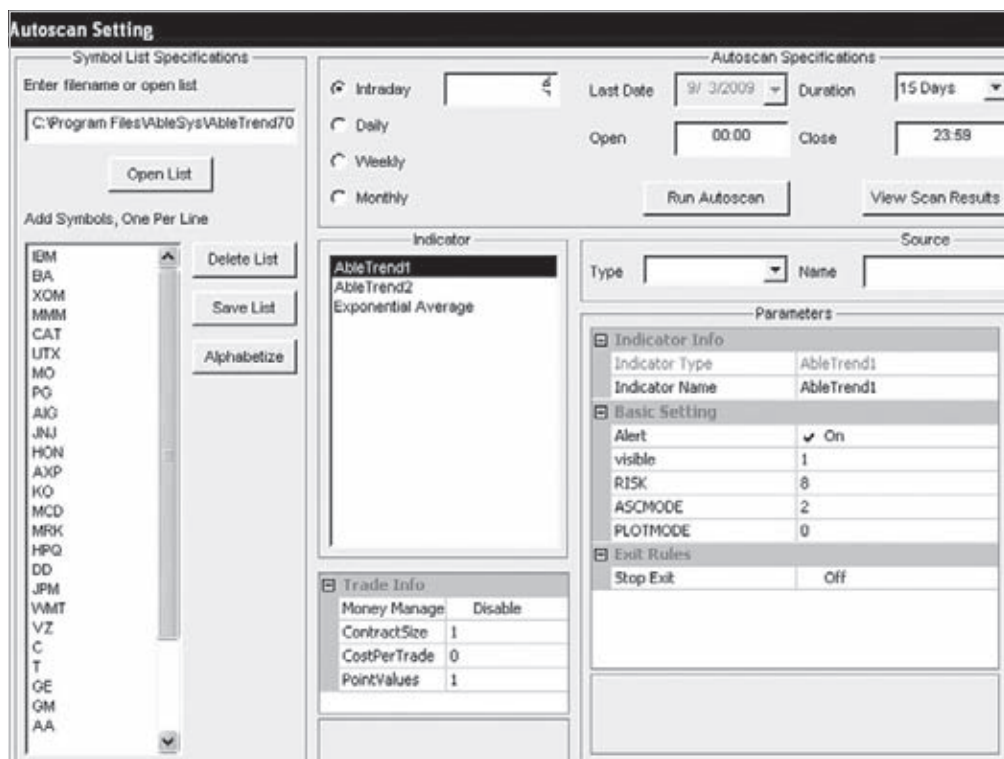 Autoscan Setting
Symbol List Specifications
Enter filename or open list
C:\Program Files\AbleSys\AbleTrend70
Open List
Add Symbols, One Per Line
IBM
BA
XOM
MMM
CAT
UTX
MO
PG
AIG
JNJ
HON
AXP
KO
MCD
MRK
HPQ
DD
JPM
WMT
VZ
C
T
GE
GM
AA
Delete List
Save List
Alphabetize
Autoscan Specifications
Intraday
Daily
Weekly
Monthly
Last Date 9/ 3/2009 Duration 15 Days
Open 00:00 Close 23:59
Run Autoscan View Scan Results
Indicator
AbleTrend1
AbleTrend2
Exponential Average
Trade Info
Money Manage Disable
ContractSize 1
CostPerTrade 0
PointValues 1
Source
Type Name
Parameters
Indicator Info
Indicator Type AbleTrend1
Indicator Name AbleTrend1
Basic Setting
Alert ✓ On
visible 1
RISK 8
ASCMODE 2
PLOTMODE 0
Exit Rules
Stop Exit Off